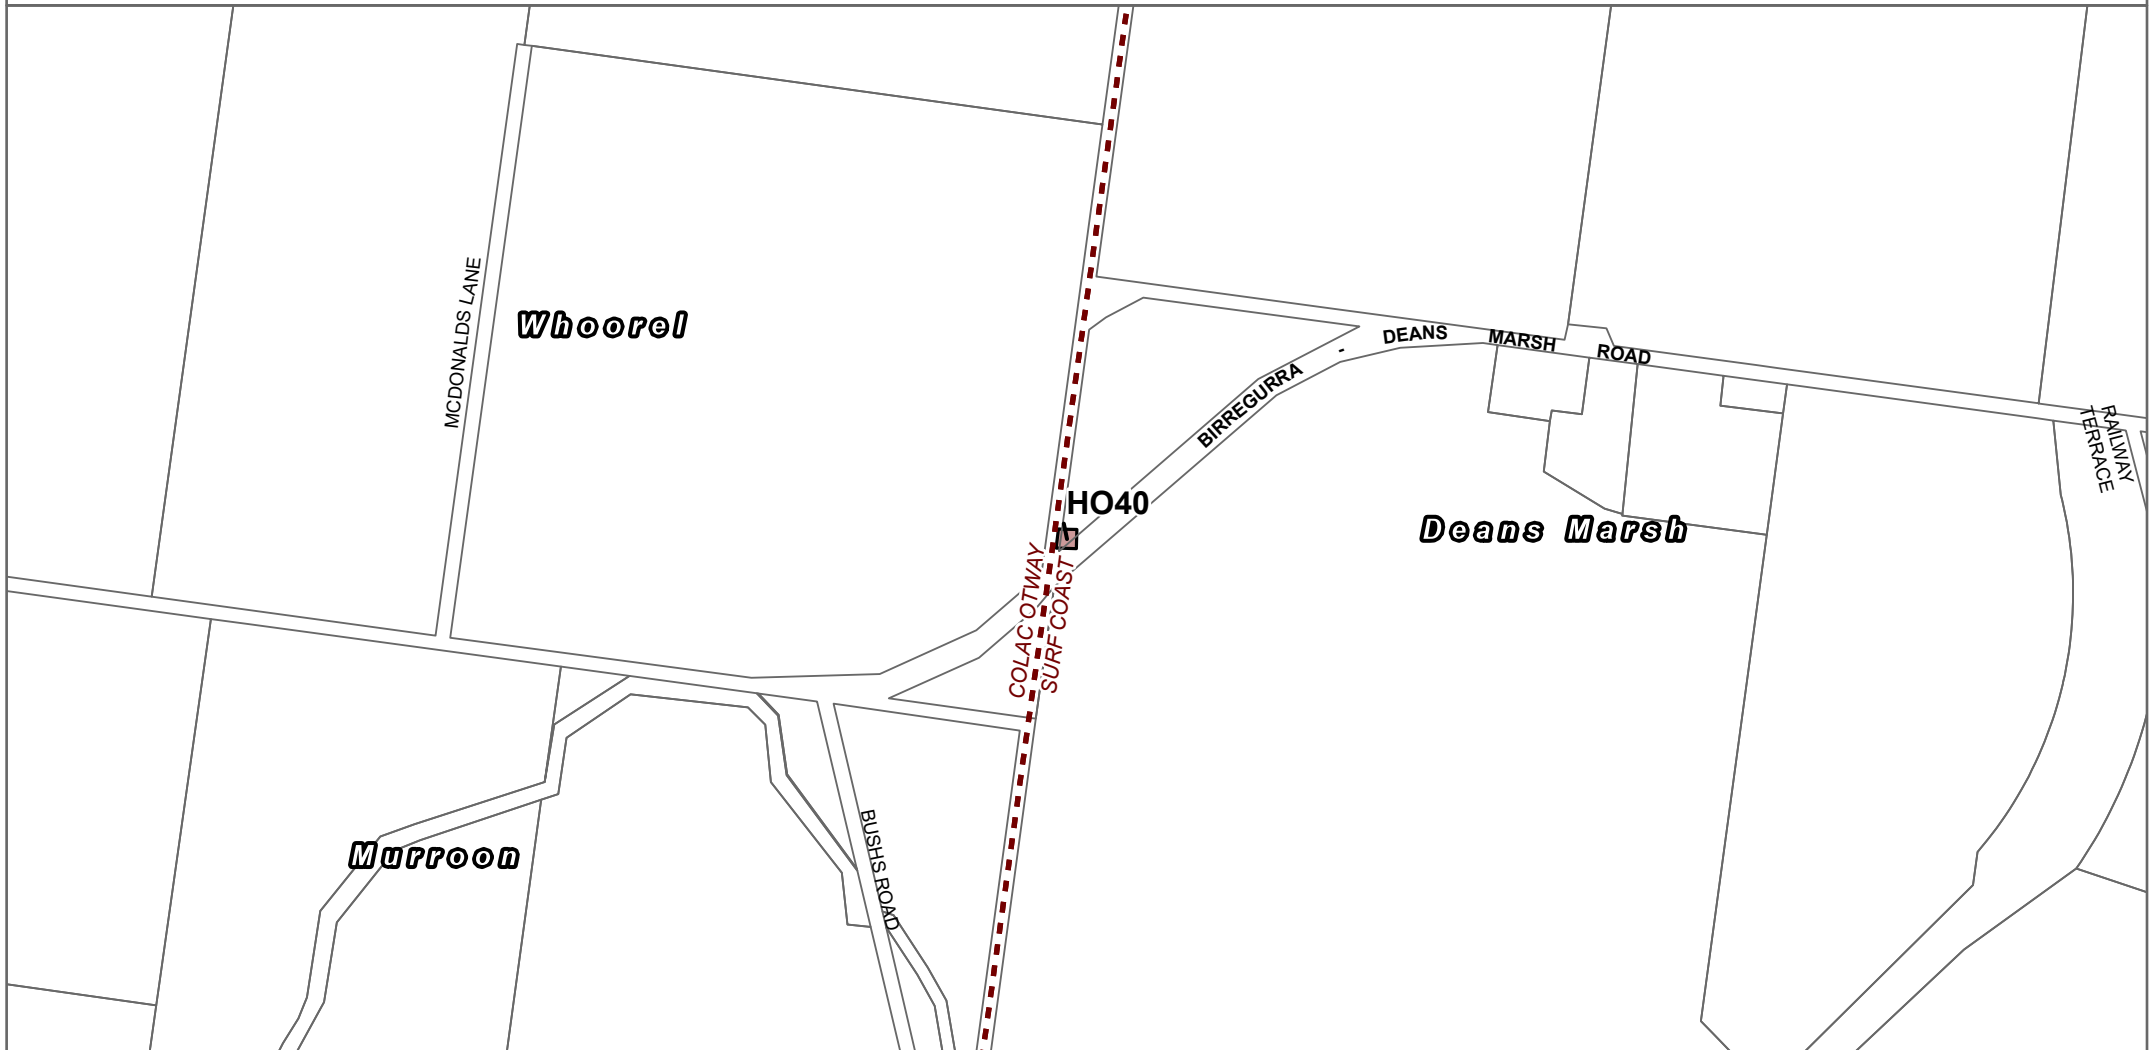 MCDONALDS LANE
Whoorel
BIRREGURRA - DEANS MARSH ROAD
RAILWAY
TERRACE
HO40
Deans Marsh
COLAC OTWAY
SURF COAST
Murroon
BUSHS ROAD